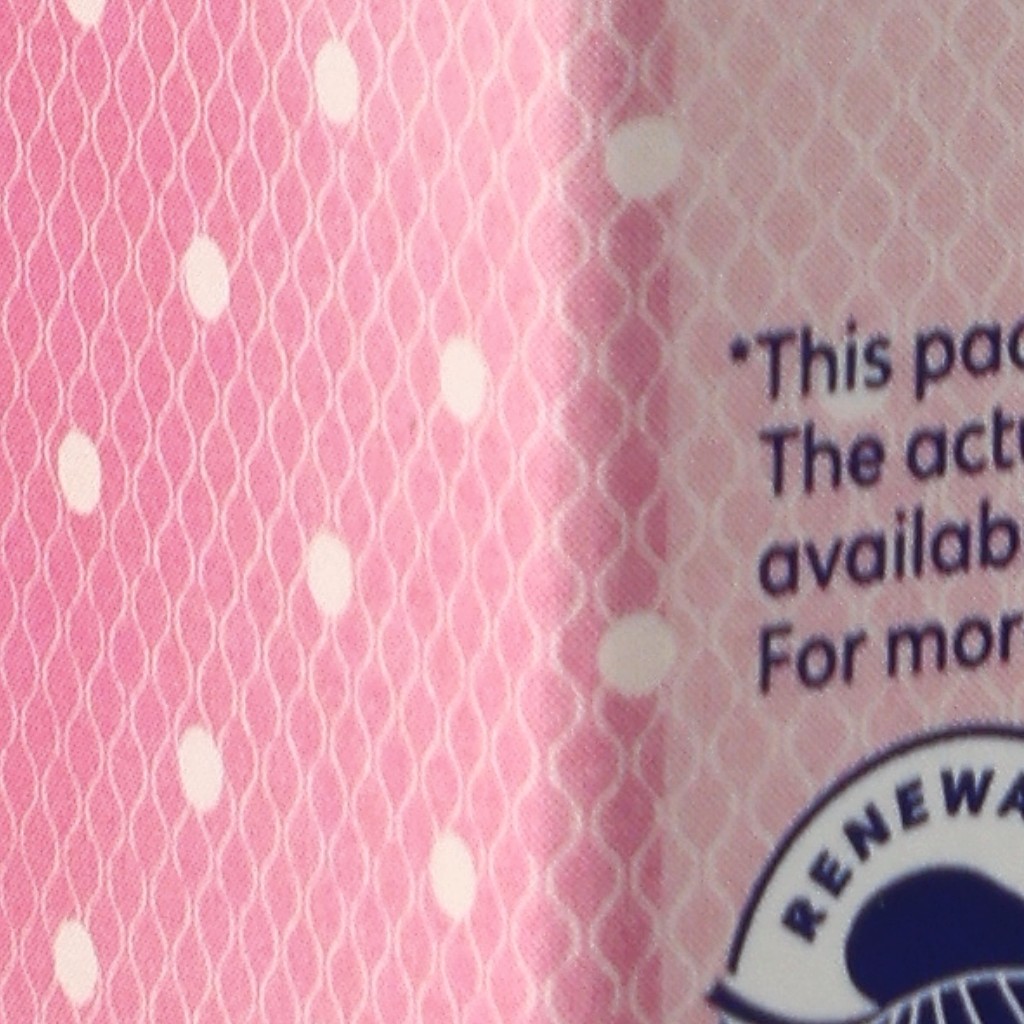 *This pac
The actu
availab
For mor
RENEWA